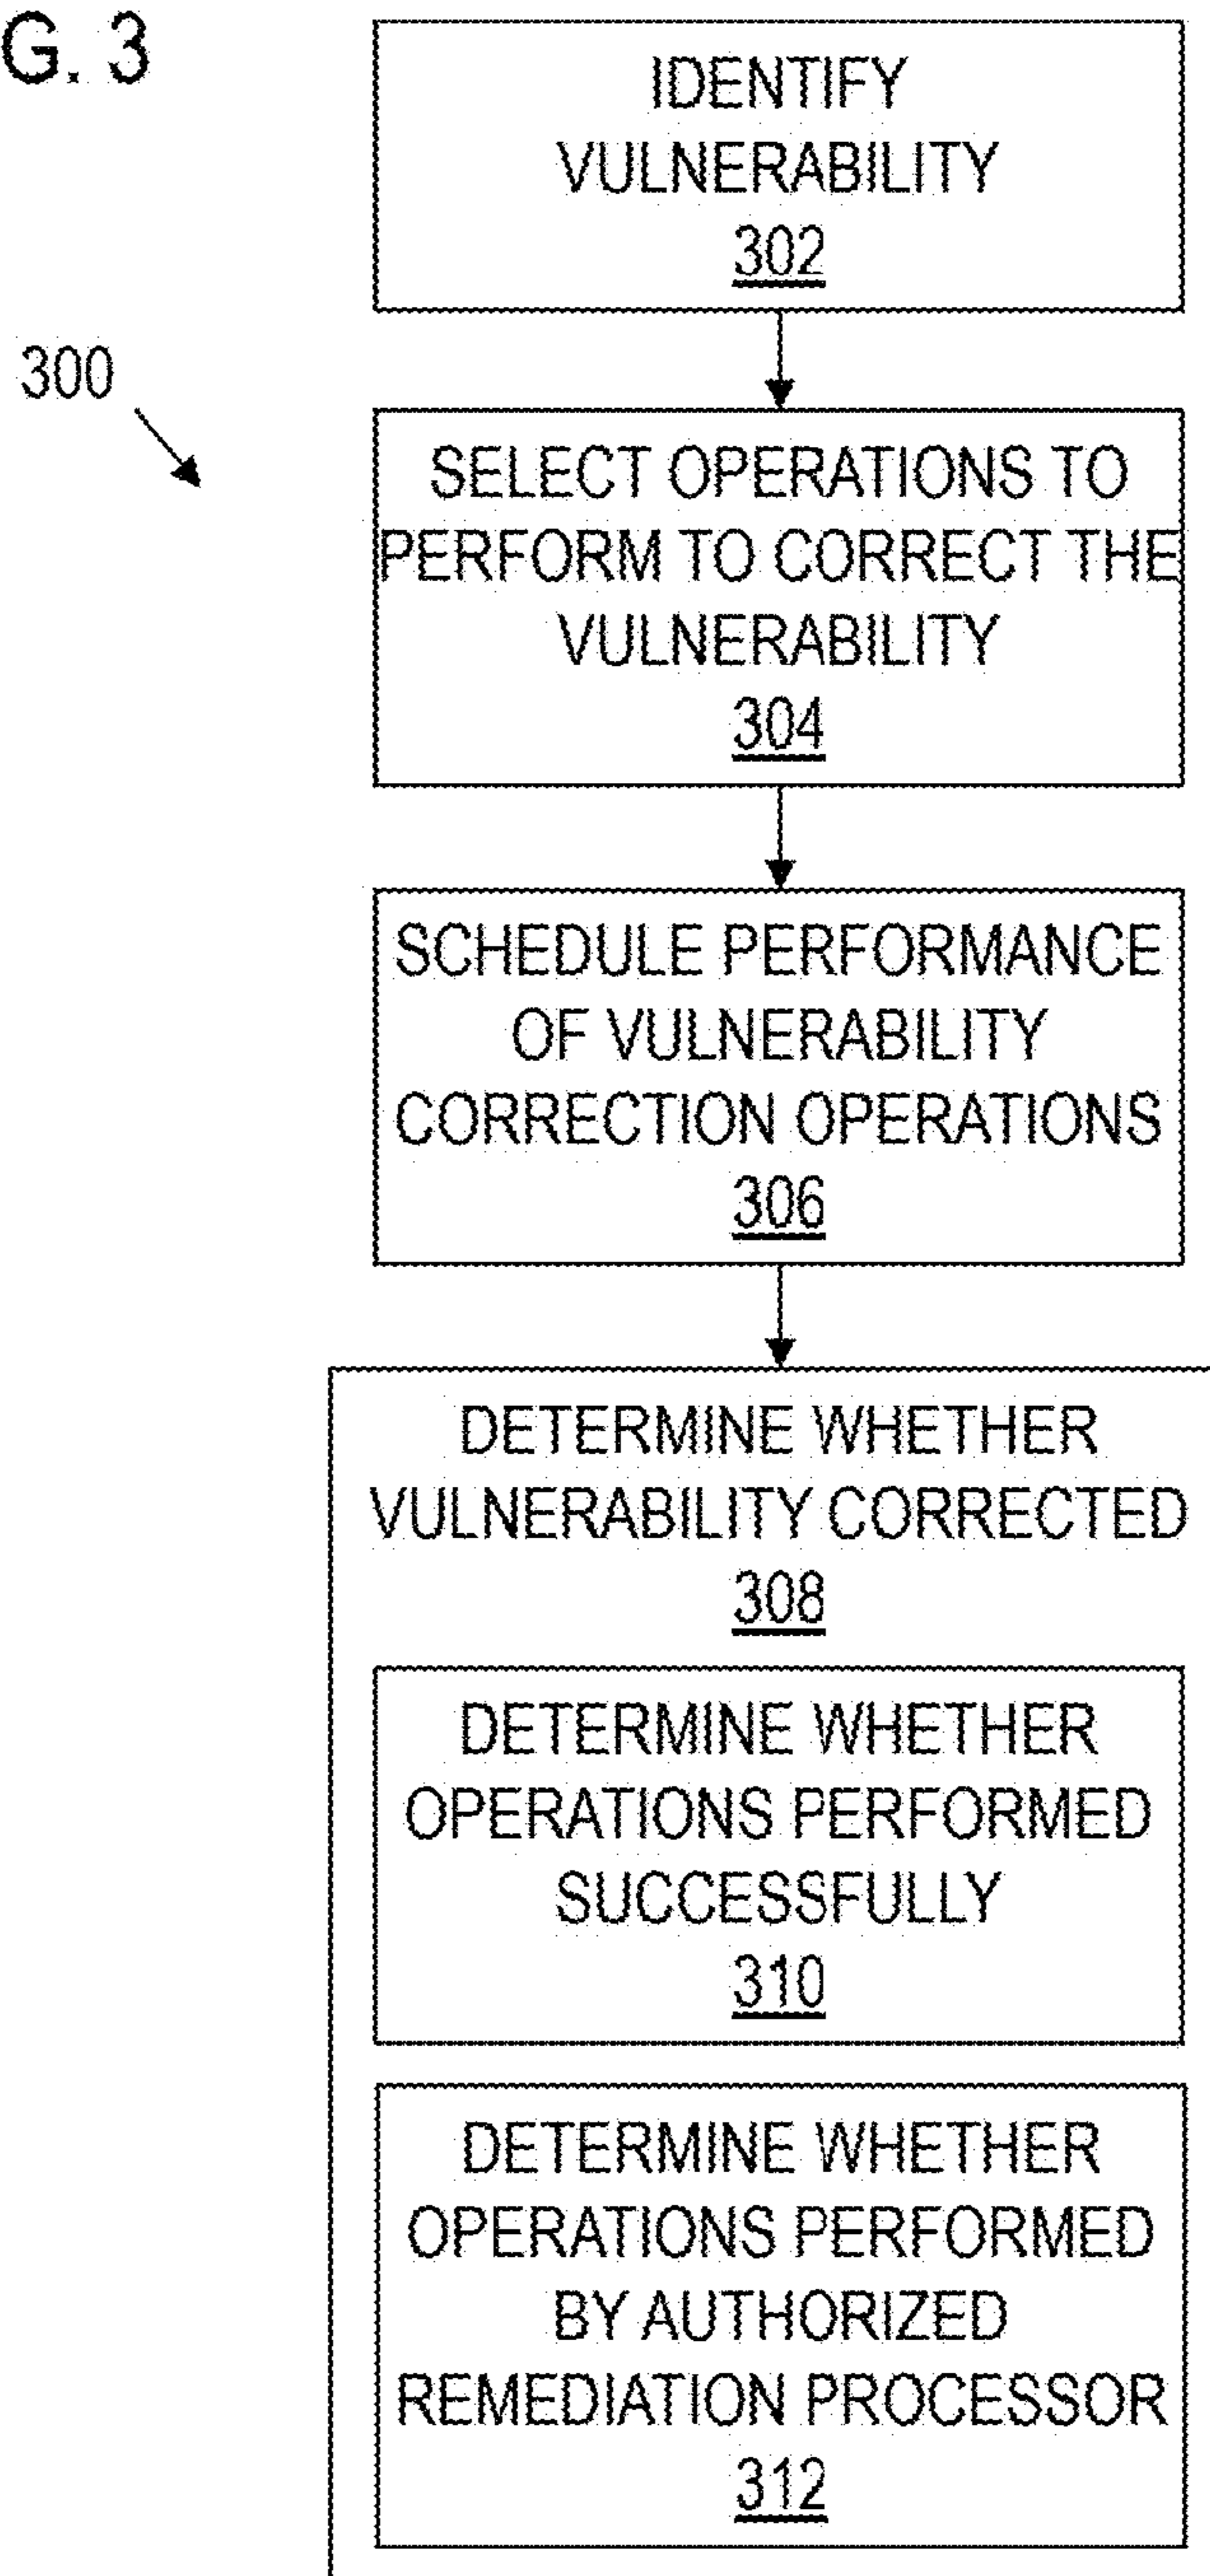 G. 3
IDENTIFY
VULNERABILITY
302
300
SELECT OPERATIONS TO
PERFORM TO CORRECT THE
VULNERABILITY
304
SCHEDULE PERFORMANCE
OF VULNERABILITY
CORRECTION OPERATIONS
306
DETERMINE WHETHER
VULNERABILITY CORRECTED
308
DETERMINE WHETHER
OPERATIONS PERFORMED
SUCCESSFULLY
310
DETERMINE WHETHER
OPERATIONS PERFORMED
BY AUTHORIZED
REMEDIATION PROCESSOR
312